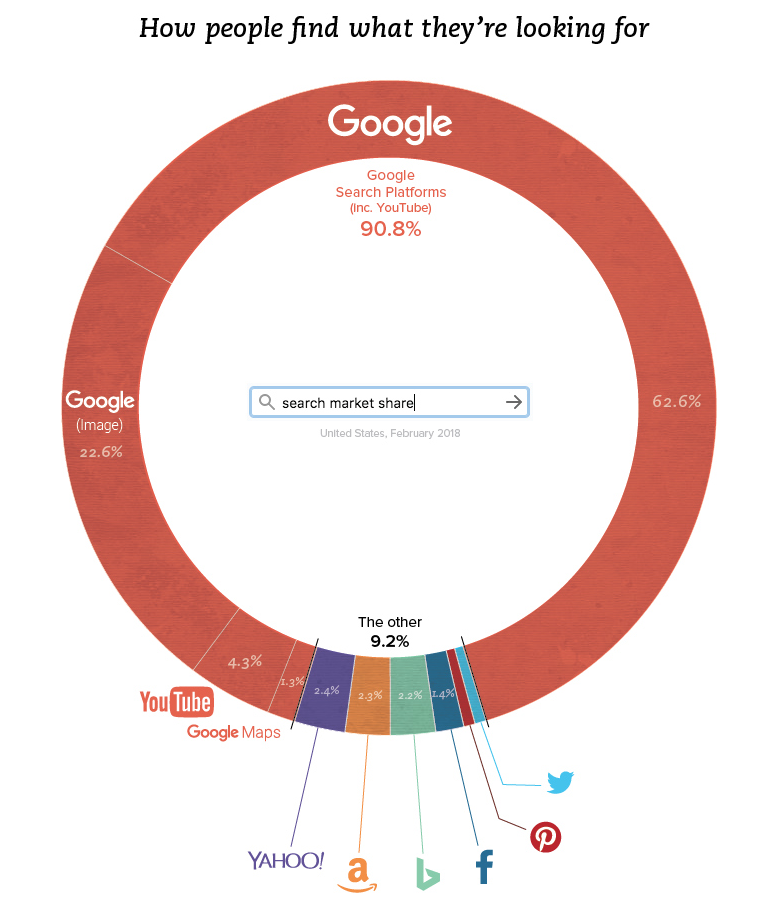 How people find what they're looking for
Google
Google
Search Platforms
(Inc. YouTube)
90.8%
Google
(Image)
22.6%
search market share
United States, February 2018
62.6%
The other
9.2%
4.3%
1.3%
2.4%
2.3%
2.2%
1.4%
YouTube
Google Maps
YAHOO!